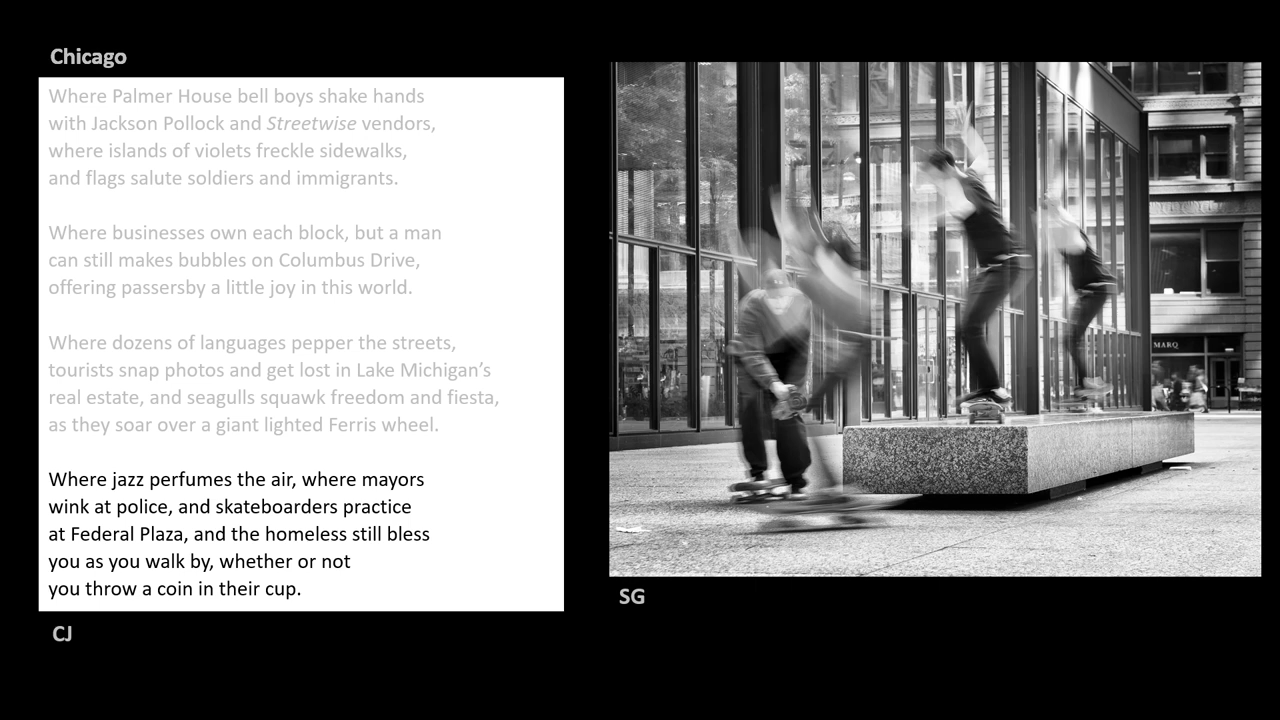 Chicago
Where Palmer House bell boys shake hands
with Jackson Pollock and Streetwise vendors,
where islands of violets freckle sidewalks,
and flags salute soldiers and immigrants.
Where businesses own each block, but a man
can still makes bubbles on Columbus Drive,
offering passersby a little joy in this world.
Where dozens of languages pepper the streets,
tourists snap photos and get lost in Lake Michigan’s
real estate, and seagulls squawk freedom and fiesta,
as they soar over a giant lighted Ferris wheel.
Where jazz perfumes the air, where mayors
wink at police, and skateboarders practice
at Federal Plaza, and the homeless still bless
you as you walk by, whether or not
you throw a coin in their cup.
CJ
MARQ
SG